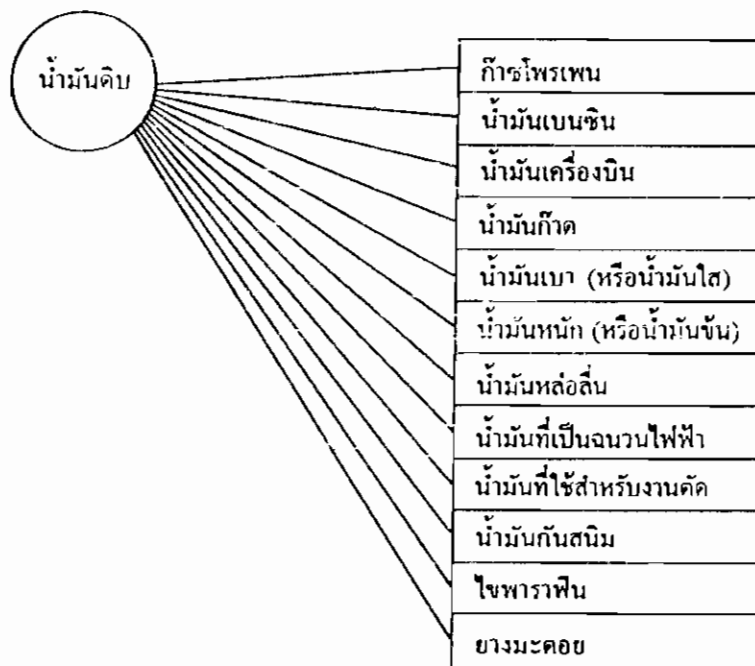 น้ำมันดิบ
ก๊าซโพรเพน
น้ำมันเบนซิน
น้ำมันเครื่องบิน
น้ำมันก๊าด
น้ำมันเบา (หรือน้ำมันใส)
น้ำมันหนัก (หรือน้ำมันข้น)
น้ำมันหล่อลื่น
น้ำมันที่เป็นฉนวนไฟฟ้า
น้ำมันที่ใช้สำหรับงานตัด
น้ำมันกันสนิม
ไขพาราฟิน
ยางมะตอย